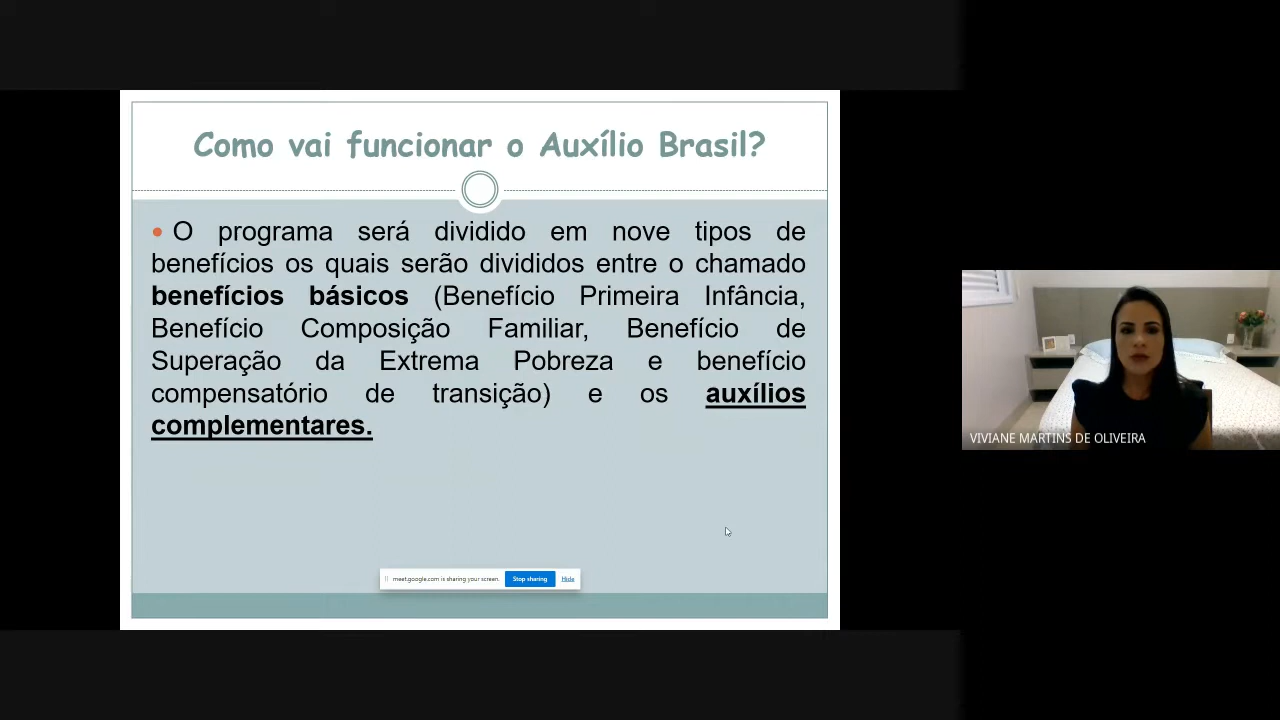 Como vai funcionar o Auxílio Brasil?
O programa será dividido em nove tipos de
benefícios os quais serão divididos entre o chamado
benefícios básicos (Benefício Primeira Infância,
Benefício Composição Familiar, Benefício de
Superação da Extrema Pobreza e benefício
compensatório de transição) e os auxílios
complementares.
meet.google.com is sharing your screen. Stop sharing Hide
VIVIANE MARTINS DE OLIVEIRA